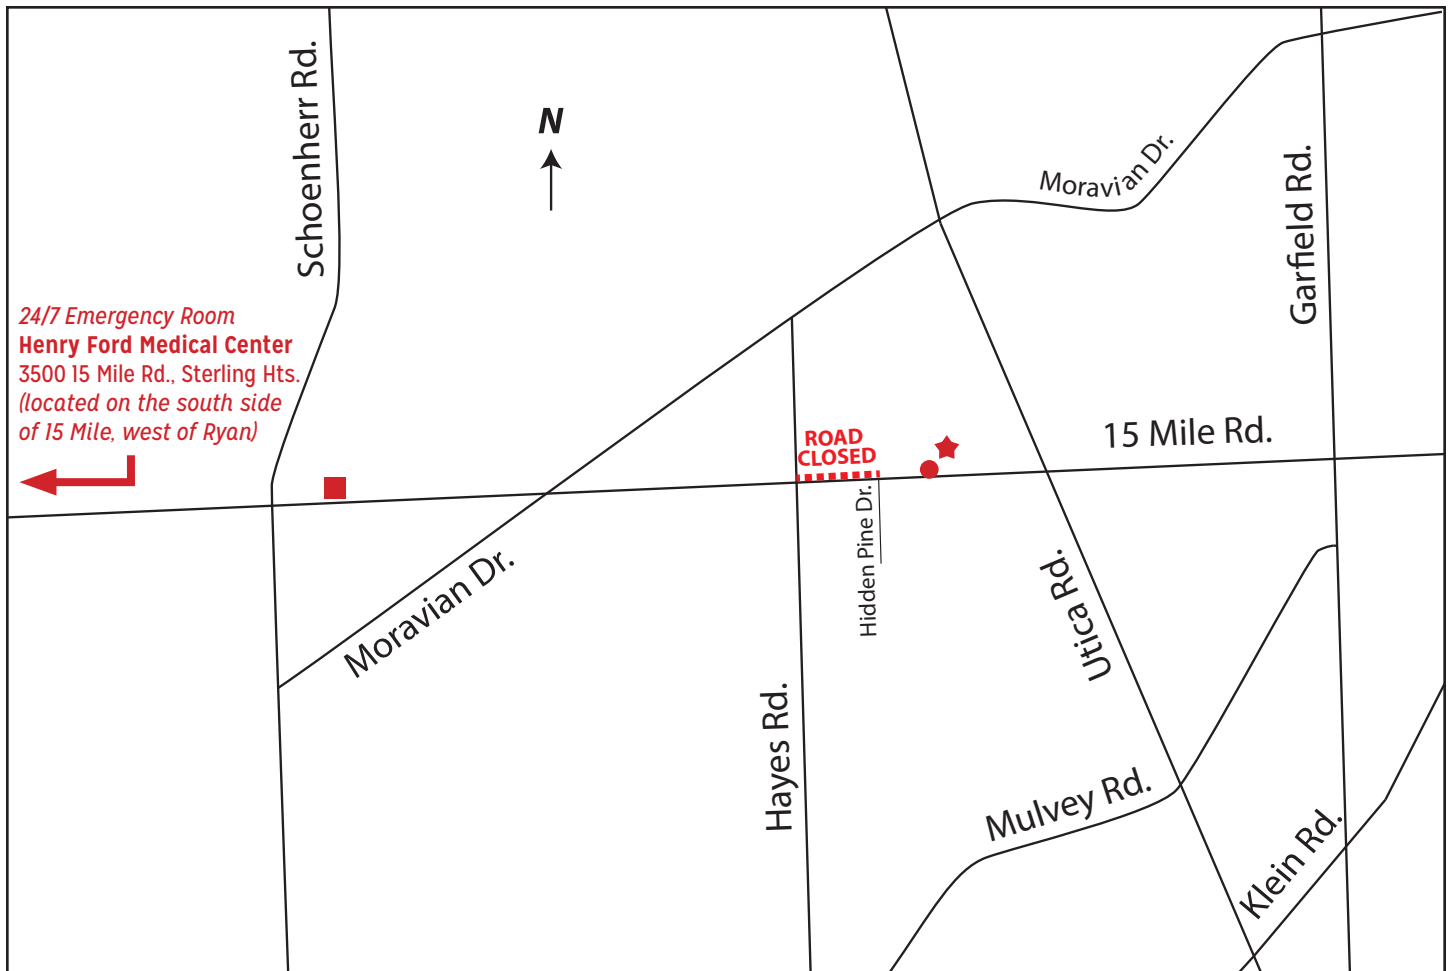 Schoenherr Rd.
N
Moravian Dr.
Garfield Rd.
24/7 Emergency Room
Henry Ford Medical Center
3500 15 Mile Rd., Sterling Hts.
(located on the south side
of 15 Mile, west of Ryan)
ROAD
CLOSED
15 Mile Rd.
Hidden Pine Dr.
Moravian Dr.
Utica Rd.
Hayes Rd.
Mulvey Rd.
Klein Rd.